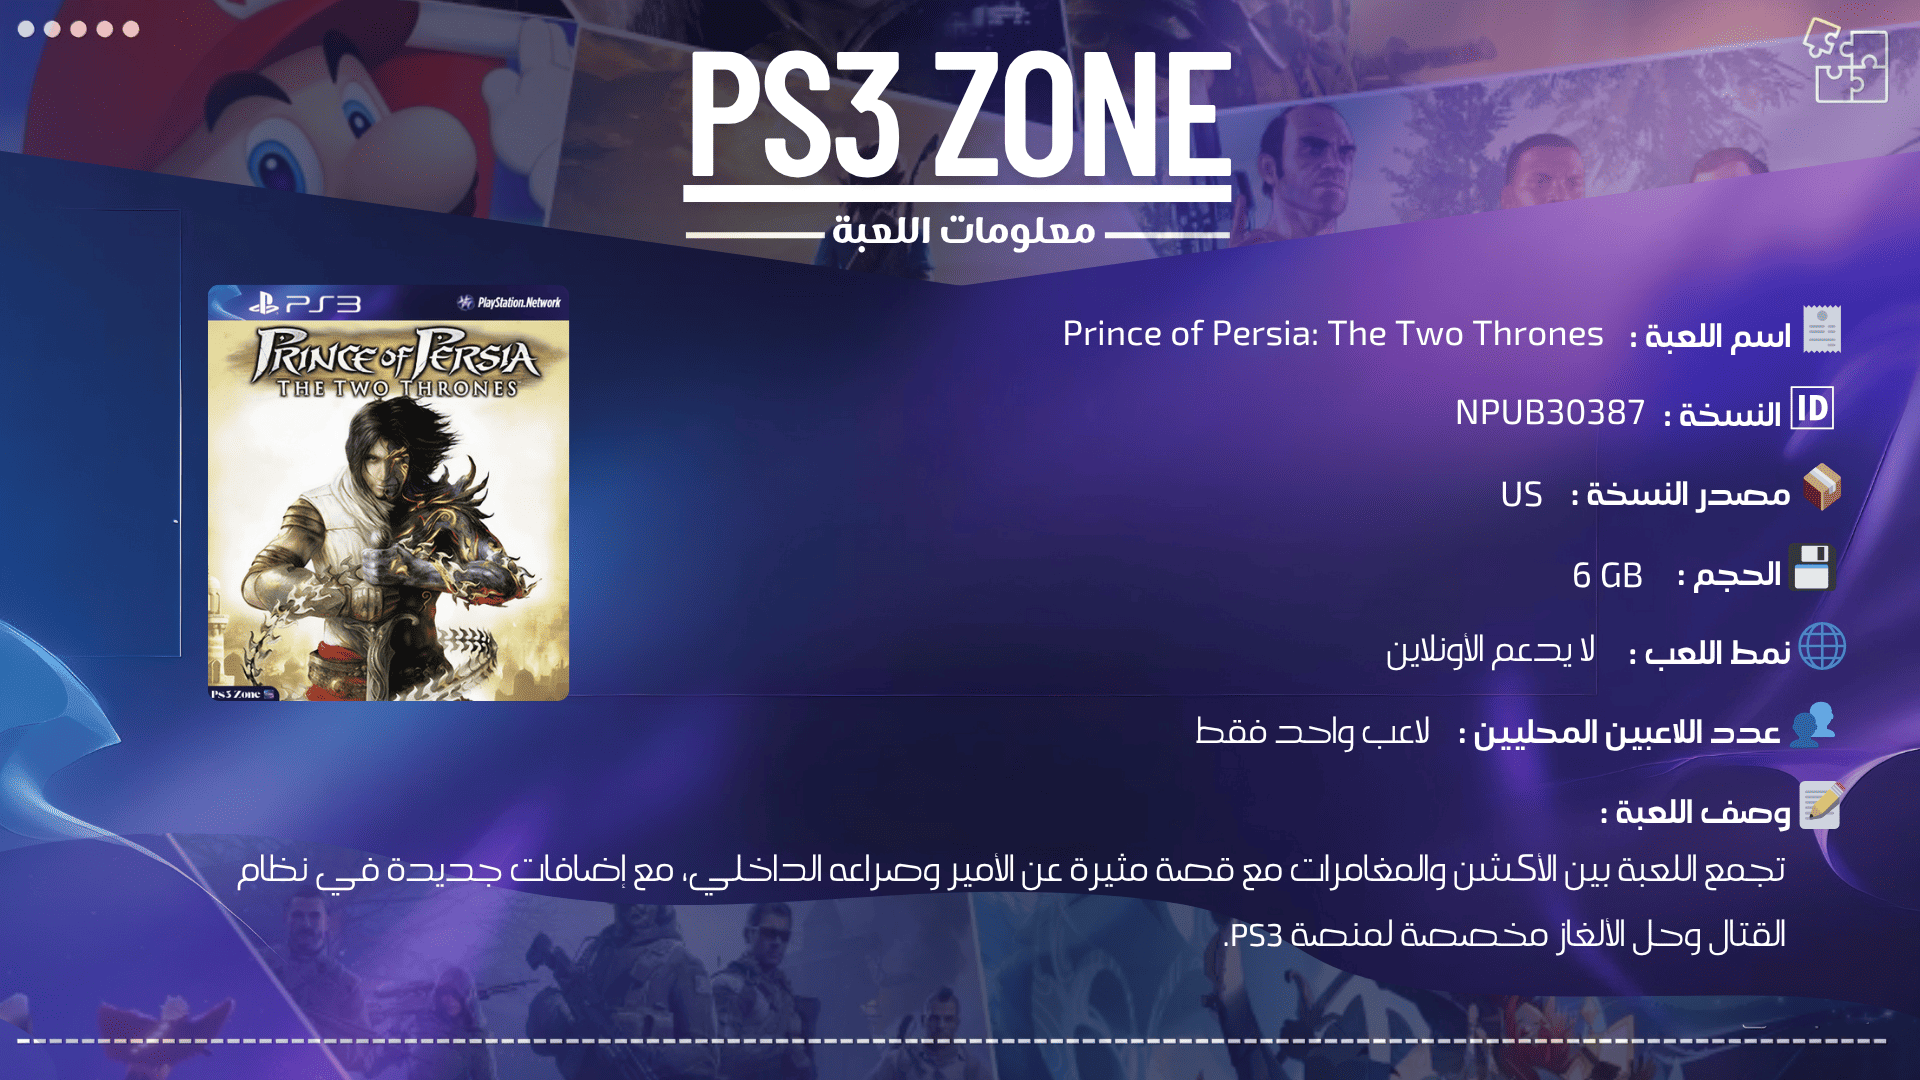 PS3 ZONE
معلومات اللعبة
PS3 PlayStation.Network
PRINCE OF PERSIA
THE TWO THRONES
Ps3 Zone
اسم اللعبة : Prince of Persia: The Two Thrones
ID النسخة : NPUB30387
مصدر النسخة : US
الحجم : 6 GB
نمط اللعب : لا يدعم الأونلاين
عدد اللاعبين المحليين : لاعب واحد فقط
وصف اللعبة :
تجمع اللعبة بين الأكشن والمغامرات مع قصة مثيرة عن الأمير وصراعه الداخلي، مع إضافات جديدة في نظام
القتال وحل الألغاز مخصصة لمنصة PS3.